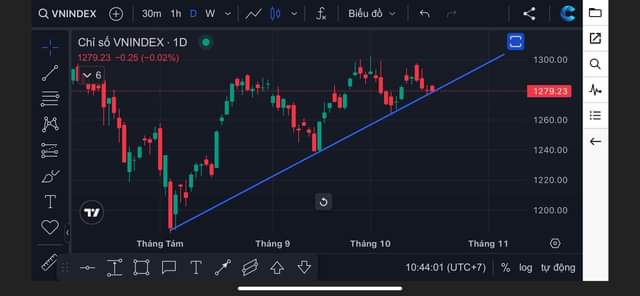 VNINDEX 30m 1h D W Biểu đồ
Chỉ số VNINDEX · 1D
1279.23 −0.25 (−0.02%)
6
1300.00
1279.23
1260.00
1240.00
1220.00
1200.00
Tháng Tám Tháng 9 Tháng 10 Tháng 11
10:44:01 (UTC+7) % log tự động